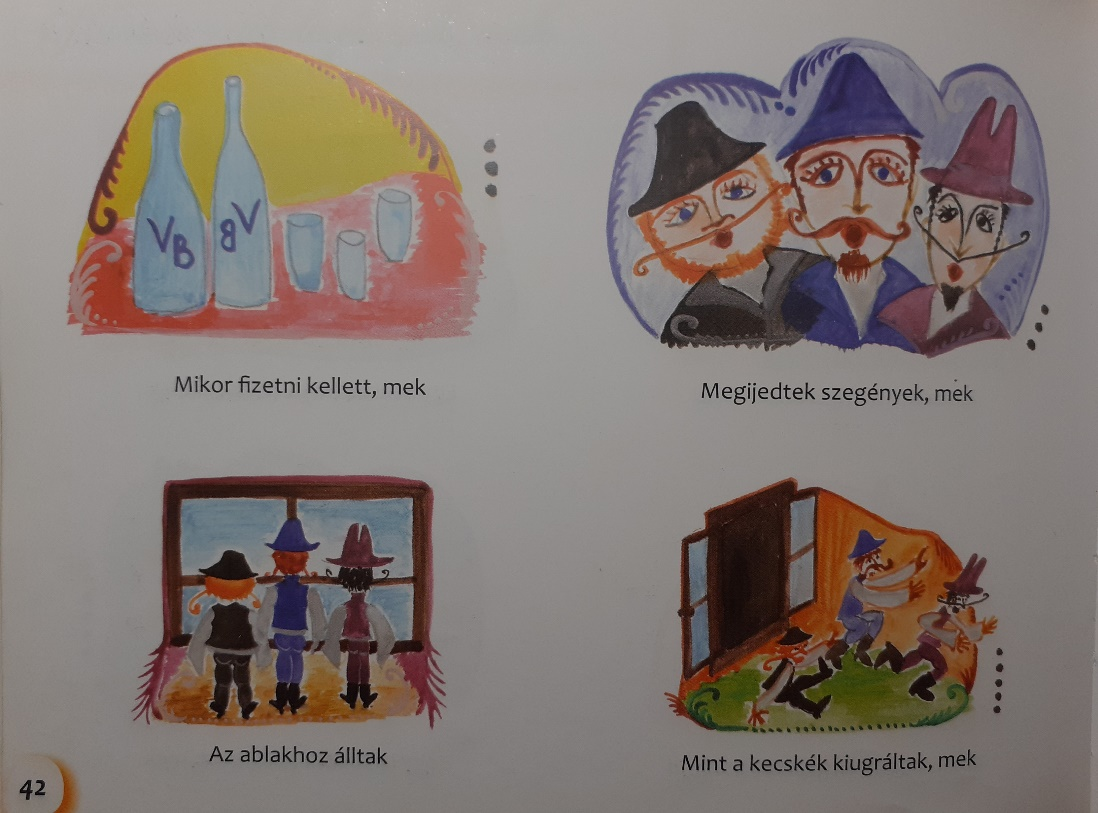 VB
BV
Mikor fizetni kellett, mek
Megijedtek szegények, mek
Az ablakhoz álltak
Mint a kecskék kiugráltak, mek
42